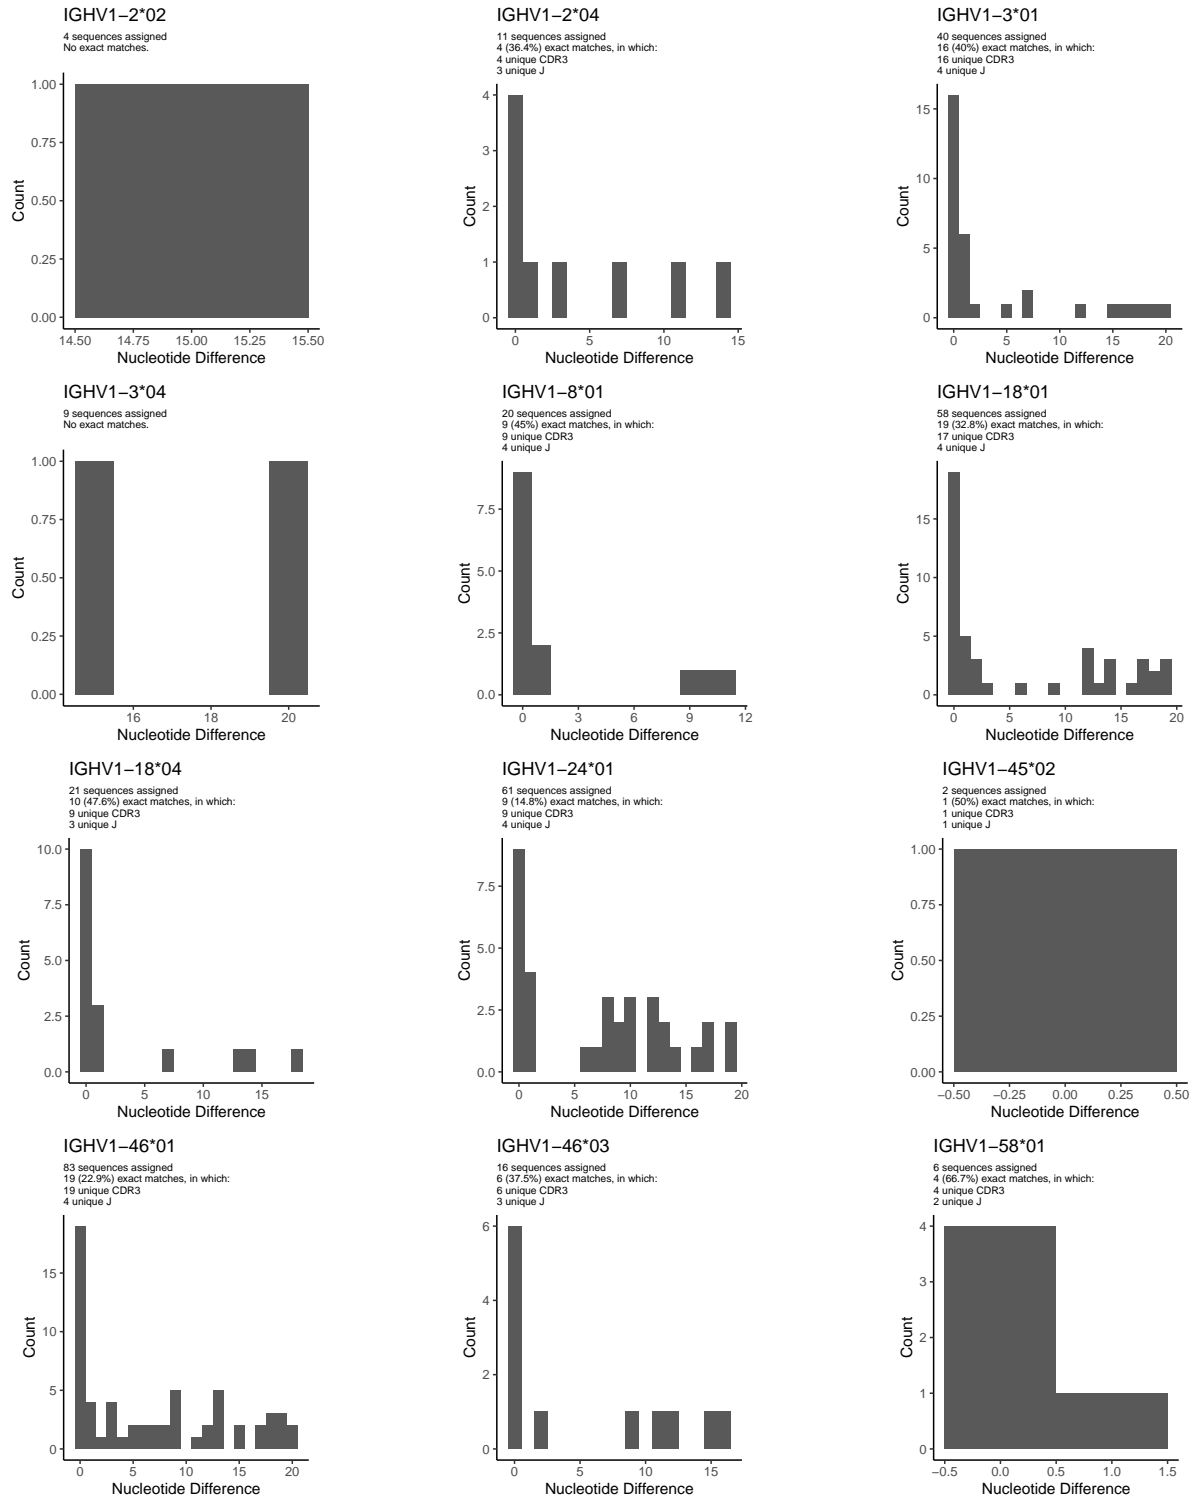 IGHV1−2*02
4 sequences assigned
No exact matches.
1.00
0.75
0.50
0.25
0.00
Count
14.50 14.75 15.00 15.25 15.50
Nucleotide Difference
IGHV1−2*04
11 sequences assigned
4 (36.4%) exact matches, in which:
4 unique CDR3
3 unique J
4
3
2
1
0
Count
0 5 10 15
Nucleotide Difference
IGHV1−3*01
40 sequences assigned
16 (40%) exact matches, in which:
16 unique CDR3
4 unique J
15
10
5
0
Count
0 5 10 15 20
Nucleotide Difference
IGHV1−3*04
9 sequences assigned
No exact matches.
1.00
0.75
0.50
0.25
0.00
Count
16 18 20
Nucleotide Difference
IGHV1−8*01
20 sequences assigned
9 (45%) exact matches, in which:
9 unique CDR3
4 unique J
7.5
5.0
2.5
0.0
Count
0 3 6 9 12
Nucleotide Difference
IGHV1−18*01
58 sequences assigned
19 (32.8%) exact matches, in which:
17 unique CDR3
4 unique J
15
10
5
0
Count
0 5 10 15 20
Nucleotide Difference
IGHV1−18*04
21 sequences assigned
10 (47.6%) exact matches, in which:
9 unique CDR3
3 unique J
10.0
7.5
5.0
2.5
0.0
Count
0 5 10 15
Nucleotide Difference
IGHV1−24*01
61 sequences assigned
9 (14.8%) exact matches, in which:
9 unique CDR3
4 unique J
7.5
5.0
2.5
0.0
Count
0 5 10 15 20
Nucleotide Difference
IGHV1−45*02
2 sequences assigned
1 (50%) exact matches, in which:
1 unique CDR3
1 unique J
1.00
0.75
0.50
0.25
0.00
Count
−0.50 −0.25 0.00 0.25 0.50
Nucleotide Difference
IGHV1−46*01
83 sequences assigned
19 (22.9%) exact matches, in which:
19 unique CDR3
4 unique J
15
10
5
0
Count
0 5 10 15 20
Nucleotide Difference
IGHV1−46*03
16 sequences assigned
6 (37.5%) exact matches, in which:
6 unique CDR3
3 unique J
6
4
2
0
Count
0 5 10 15
Nucleotide Difference
IGHV1−58*01
6 sequences assigned
4 (66.7%) exact matches, in which:
4 unique CDR3
2 unique J
4
3
2
1
0
Count
−0.5 0.0 0.5 1.0 1.5
Nucleotide Difference